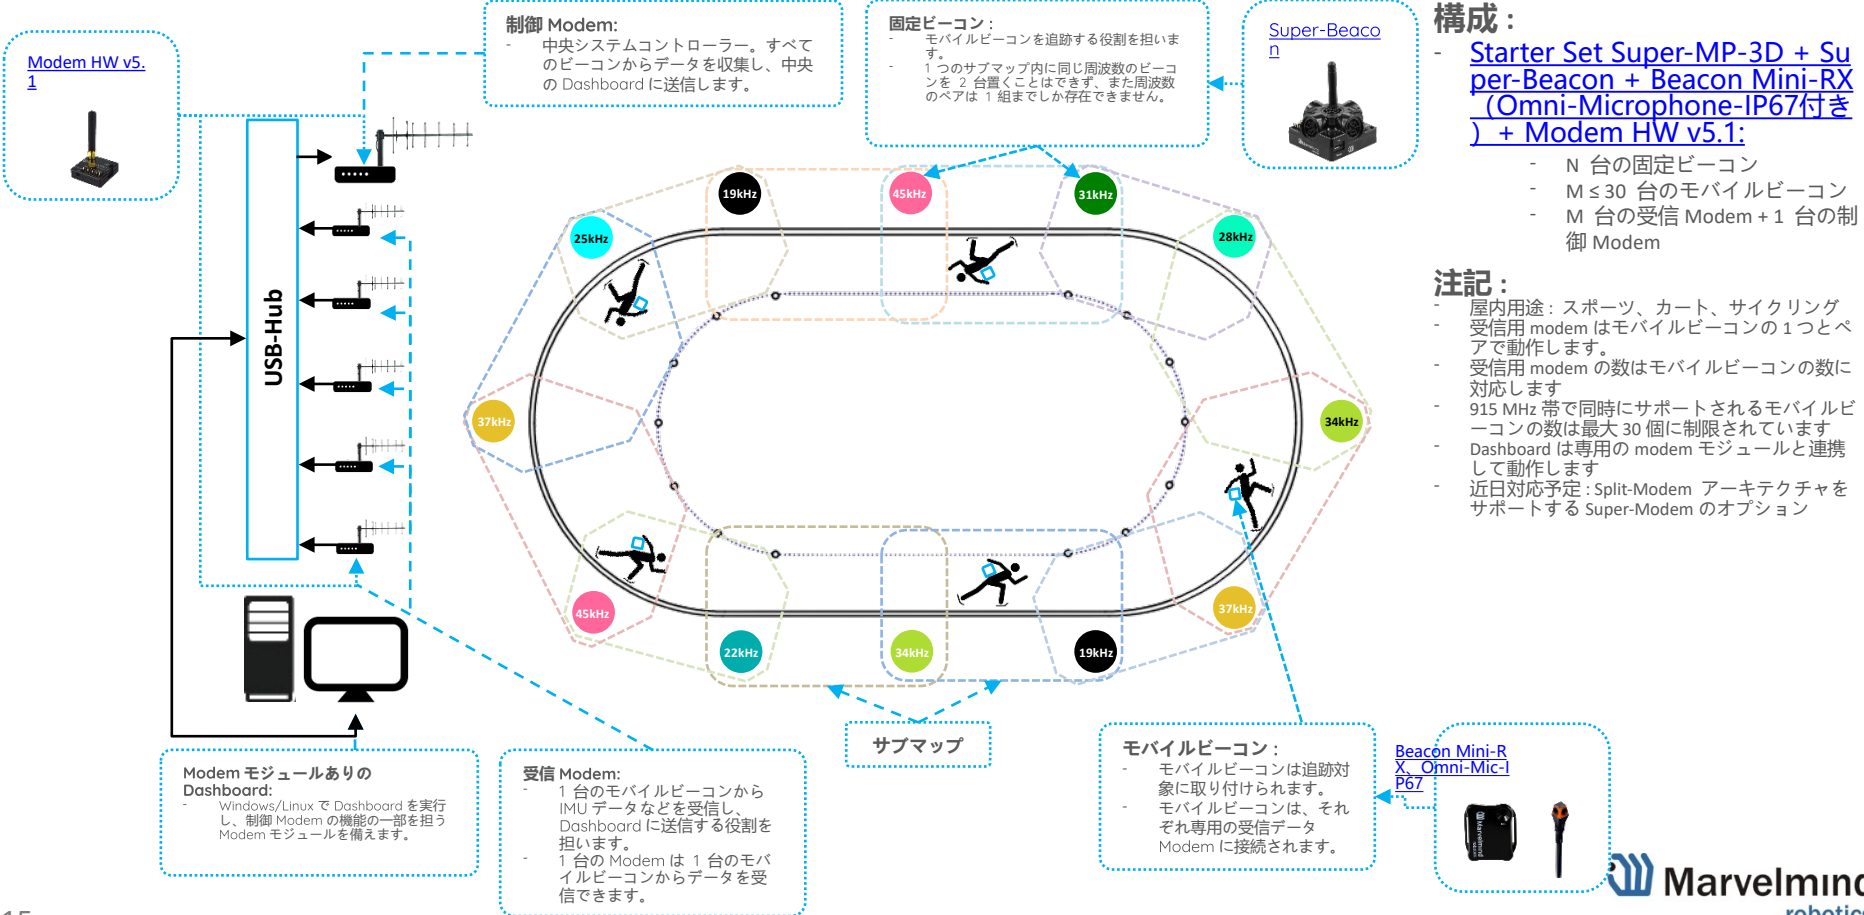 制御 Modem:
- 中央システムコントローラー。すべて
のビーコンからデータを収集し、中央
の Dashboard に送信します。
固定ビーコン :
- モバイルビーコンを追跡する役割を担いま
す。
- 1 つのサブマップ内に同じ周波数のビーコ
ンを 2 台置くことはできず、また周波数
のペアは 1 組までしか存在できません。
Super-Beaco
n
Modem HW v5.
1
構成 :
- Starter Set Super-MP-3D + Su
per-Beacon + Beacon Mini-RX
（Omni-Microphone-IP67付き
）+ Modem HW v5.1:
- N 台の固定ビーコン
- M ≤ 30 台のモバイルビーコン
- M 台の受信 Modem + 1 台の制
御 Modem
注記 :
- 屋内用途 : スポーツ、カート、サイクリング
- 受信用 modem はモバイルビーコンの 1 つとペ
アで動作します。
- 受信用 modem の数はモバイルビーコンの数に
対応します
- 915 MHz 帯で同時にサポートされるモバイルビ
ーコンの数は最大 30 個に制限されています
- Dashboard は専用の modem モジュールと連携
して動作します
- 近日対応予定 : Split-Modem アーキテクチャを
サポートする Super-Modem のオプション
USB-Hub
19kHz
45kHz
31kHz
25kHz
28kHz
37kHz
34kHz
45kHz
37kHz
22kHz
34kHz
19kHz
サブマップ
Modem モジュールありの
Dashboard:
- Windows/Linux で Dashboard を実行
し、制御 Modem の機能の一部を担う
Modem モジュールを備えます。
受信 Modem:
- 1 台のモバイルビーコンから
IMU データなどを受信し、
Dashboard に送信する役割を
担います。
- 1 台の Modem は 1 台のモバ
イルビーコンからデータを受
信できます。
モバイルビーコン :
- モバイルビーコンは追跡対
象に取り付けられます。
- モバイルビーコンは、それ
ぞれ専用の受信データ
Modem に接続されます。
Beacon Mini-R
X、Omni-Mic-I
P67
Marvelmind